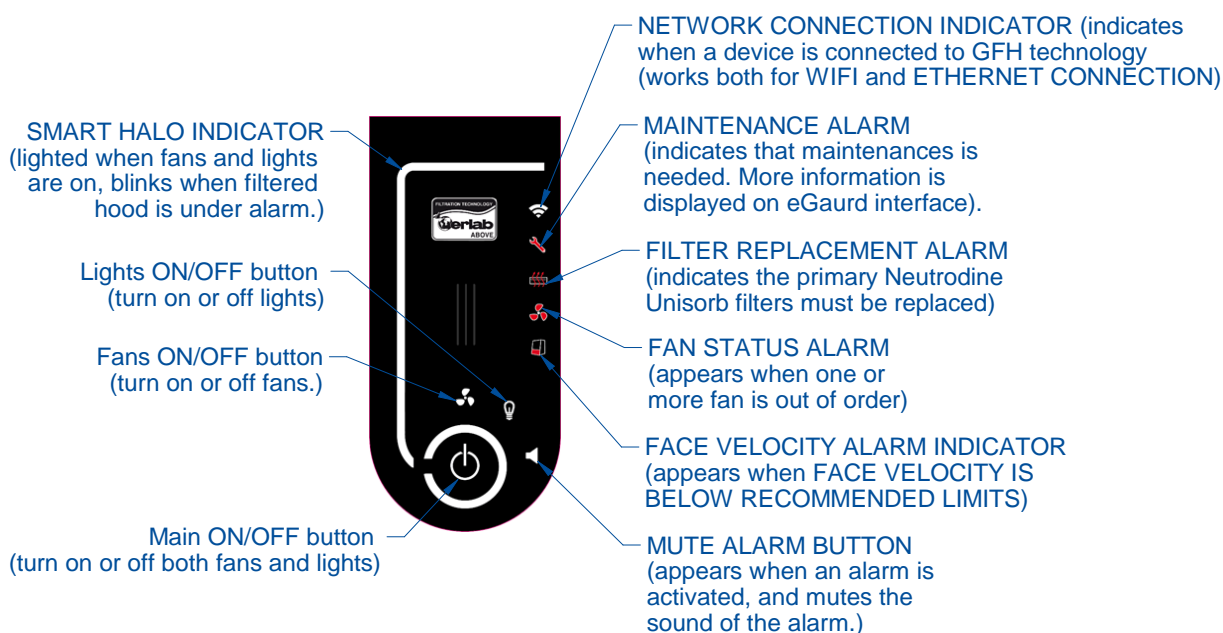 NETWORK CONNECTION INDICATOR (indicates
when a device is connected to GFH technology
(works both for WIFI and ETHERNET CONNECTION)
SMART HALO INDICATOR
(lighted when fans and lights
are on, blinks when filtered
hood is under alarm.)
MAINTENANCE ALARM
(indicates that maintenances is
needed. More information is
displayed on eGaurd interface).
FILTRATION TECHNOLOGY
erlab
ABOVE
Lights ON/OFF button
(turn on or off lights)
FILTER REPLACEMENT ALARM
(indicates the primary Neutrodine
Unisorb filters must be replaced)
Fans ON/OFF button
(turn on or off fans.)
FAN STATUS ALARM
(appears when one or
more fan is out of order)
FACE VELOCITY ALARM INDICATOR
(appears when FACE VELOCITY IS
BELOW RECOMMENDED LIMITS)
Main ON/OFF button
(turn on or off both fans and lights)
MUTE ALARM BUTTON
(appears when an alarm is
activated, and mutes the
sound of the alarm.)